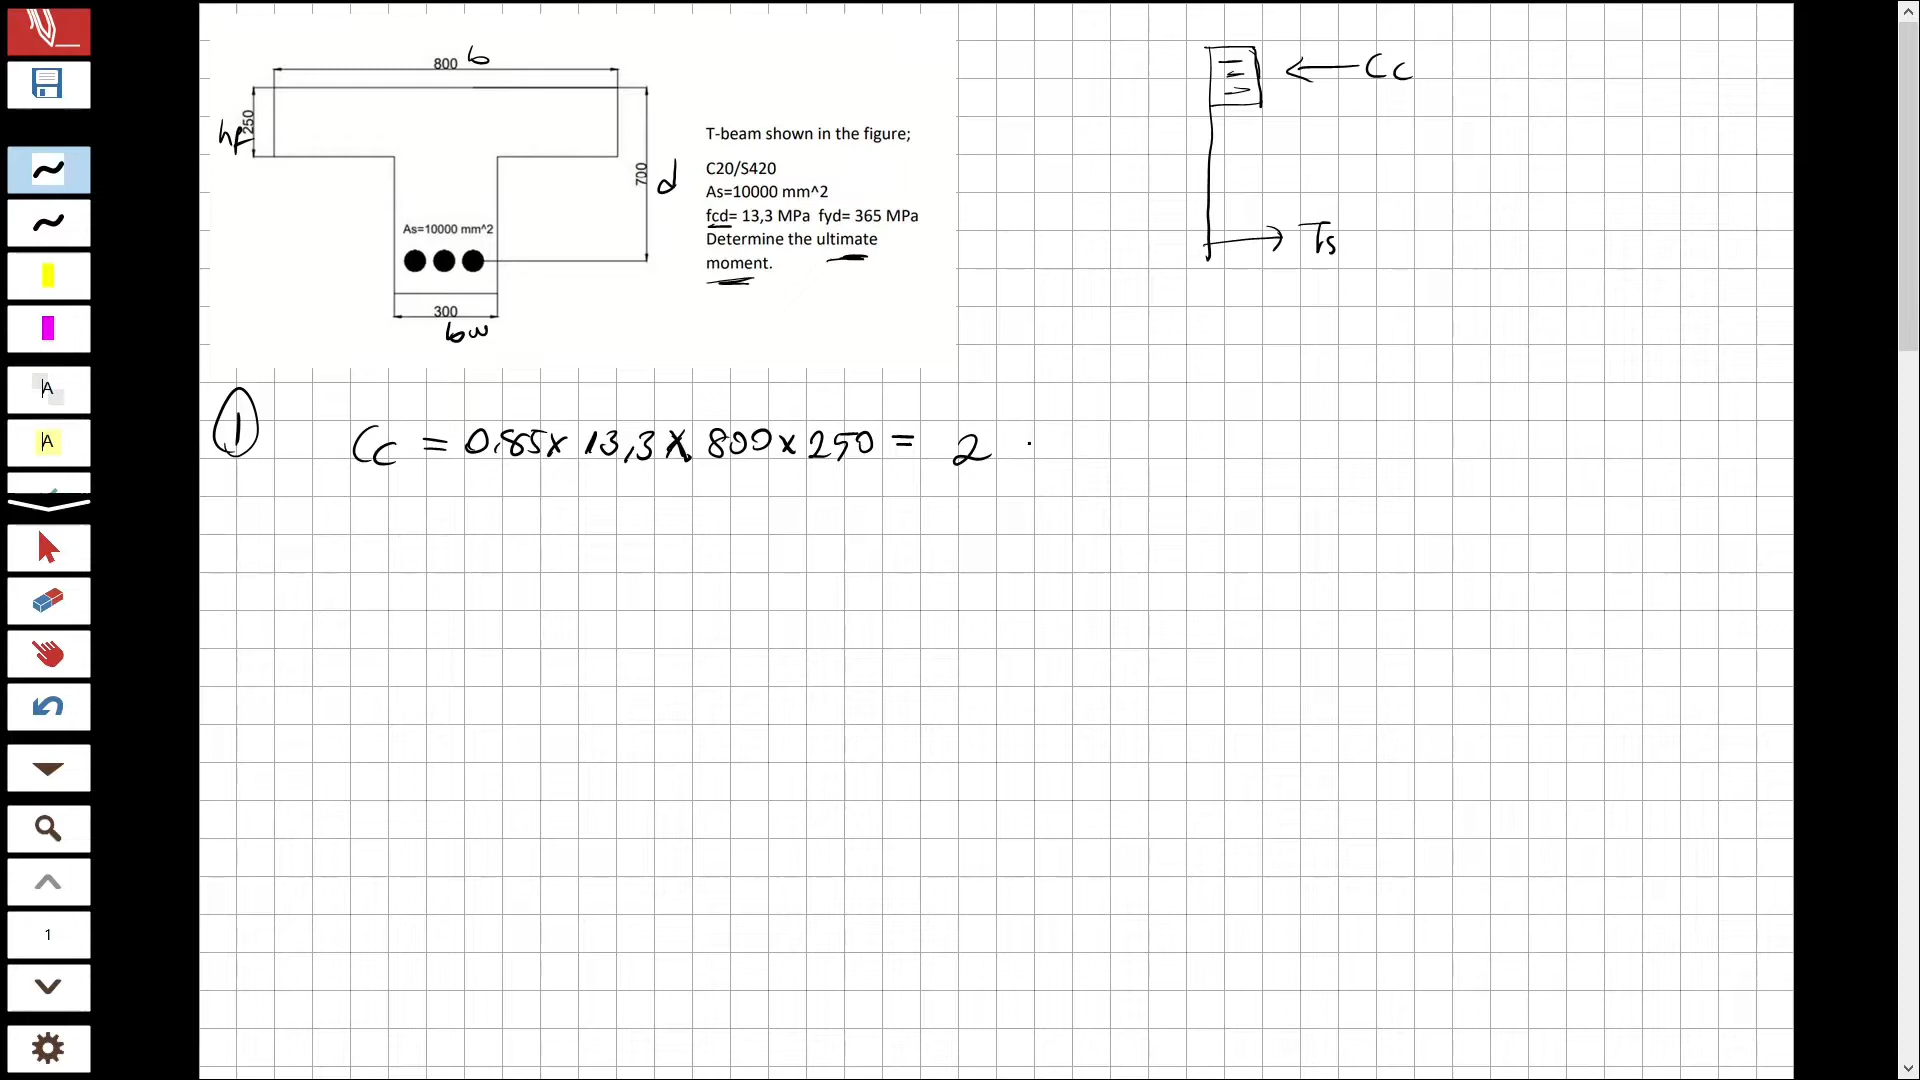 800 b
hf 250
700 d
As=10000 mm^2
300
bw
T-beam shown in the figure;
C20/S420
As=10000 mm^2
fcd= 13,3 MPa fyd= 365 MPa
Determine the ultimate
moment.
← Cc
→ Ts
1
Cc = 0.85 x 13,3 x 800 x 250 = 2
A
A
1